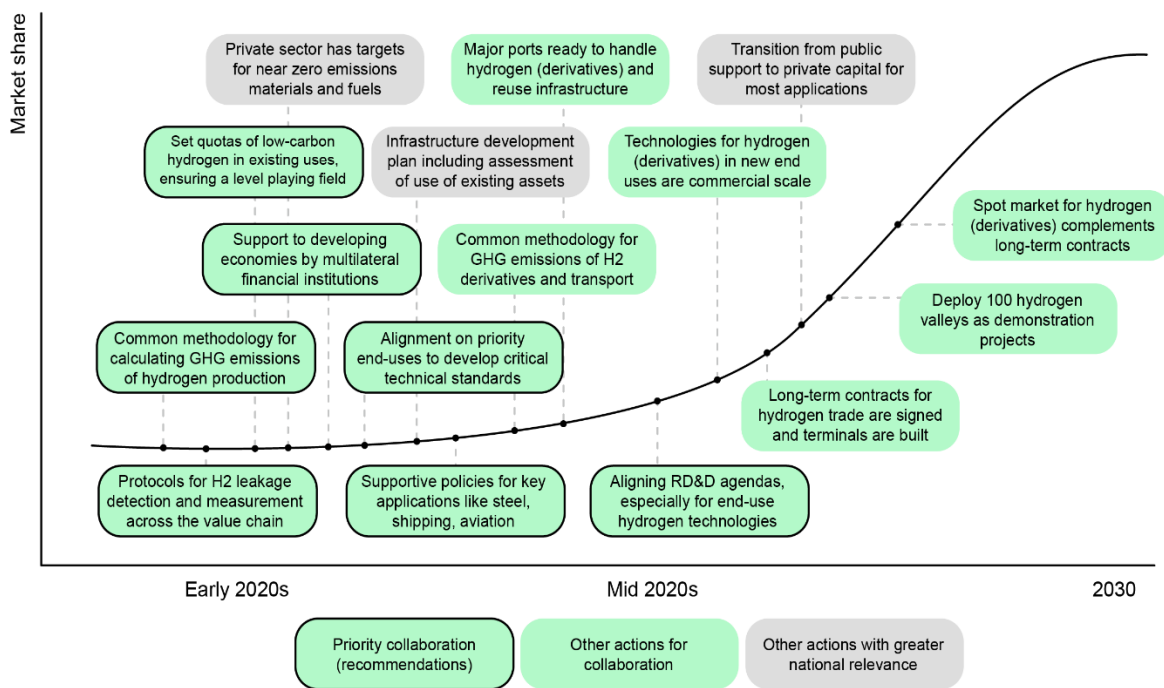 Market share
Private sector has targets
for near zero emissions
materials and fuels
Major ports ready to handle
hydrogen (derivatives) and
reuse infrastructure
Transition from public
support to private capital for
most applications
Set quotas of low-carbon
hydrogen in existing uses,
ensuring a level playing field
Infrastructure development
plan including assessment
of use of existing assets
Technologies for hydrogen
(derivatives) in new end
uses are commercial scale
Spot market for hydrogen
(derivatives) complements
long-term contracts
Support to developing
economies by multilateral
financial institutions
Common methodology for
GHG emissions of H2
derivatives and transport
Deploy 100 hydrogen
valleys as demonstration
projects
Common methodology for
calculating GHG emissions
of hydrogen production
Alignment on priority
end-uses to develop critical
technical standards
Long-term contracts for
hydrogen trade are signed
and terminals are built
Protocols for H2 leakage
detection and measurement
across the value chain
Supportive policies for key
applications like steel,
shipping, aviation
Aligning RD&D agendas,
especially for end-use
hydrogen technologies
Early 2020s
Mid 2020s
2030
Priority collaboration
(recommendations)
Other actions for
collaboration
Other actions with greater
national relevance